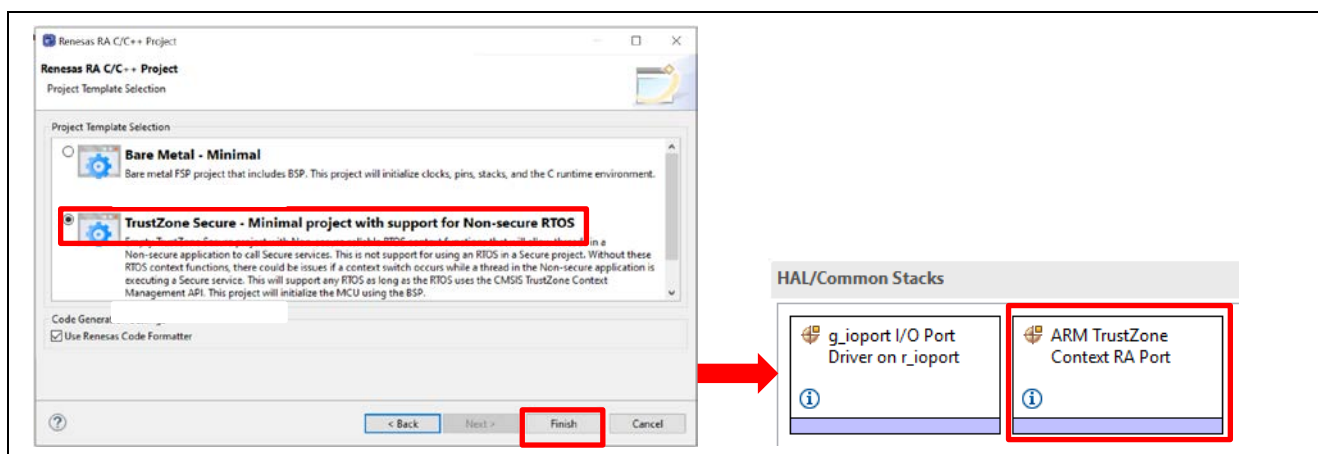 Renesas RA C/C++ Project
Renesas RA C/C++ Project
Project Template Selection
Project Template Selection
Bare Metal - Minimal
Bare metal FSP project that includes BSP. This project will initialize clocks, pins, stacks, and the C runtime environment.
TrustZone Secure - Minimal project with support for Non-secure RTOS
Non-secure application to call Secure services. This is not support for using an RTOS in a Secure project. Without these
RTOS context functions, there could be issues if a context switch occurs while a thread in the Non-secure application is
executing a Secure service. This will support any RTOS as long as the RTOS uses the CMSIS TrustZone Context
Management API. This project will initialize the MCU using the BSP.
Code Genera
Use Renesas Code Formatter
< Back
Next >
Finish
Cancel
HAL/Common Stacks
g_ioport I/O Port
Driver on r_ioport
ARM TrustZone
Context RA Port